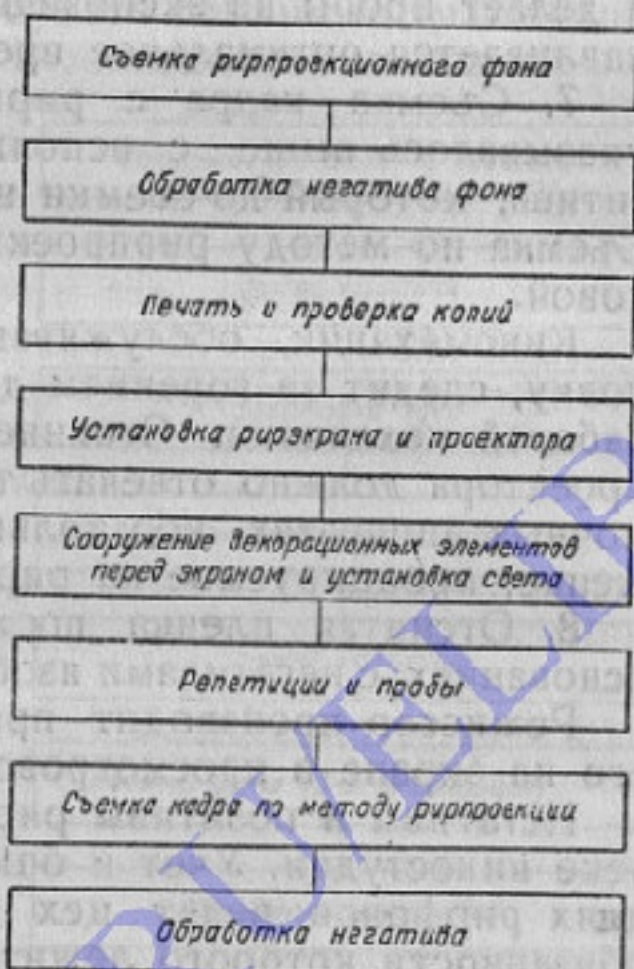 Съемка рирпроекционного фона
Обработка негатива фона
Печать и проверка копий
Установка рирэкрана и проектора
Сооружение декорационных элементов
перед экраном и установка света
Репетиции и пробы
Съемка кадра по методу рирпроекции
Обработка негатива